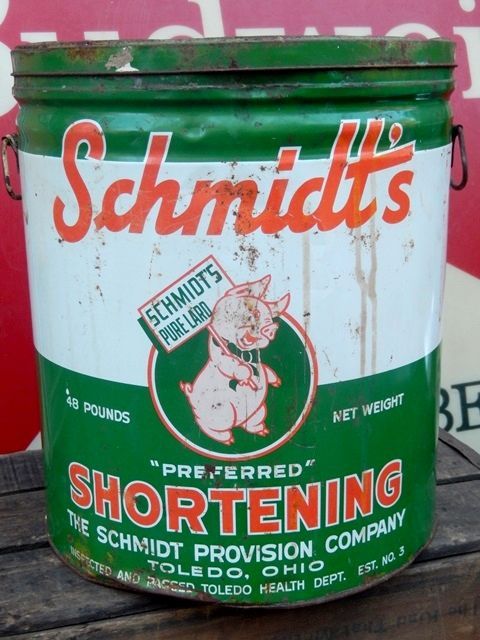 Budweiser
Schmidt's
SCHMIDT'S
PURE LARD
48 POUNDS
NET WEIGHT
"PREFERRED"
SHORTENING
THE SCHMIDT PROVISION COMPANY
TOLEDO, OHIO
INSPECTED AND PASSED TOLEDO HEALTH DEPT. EST. NO. 3